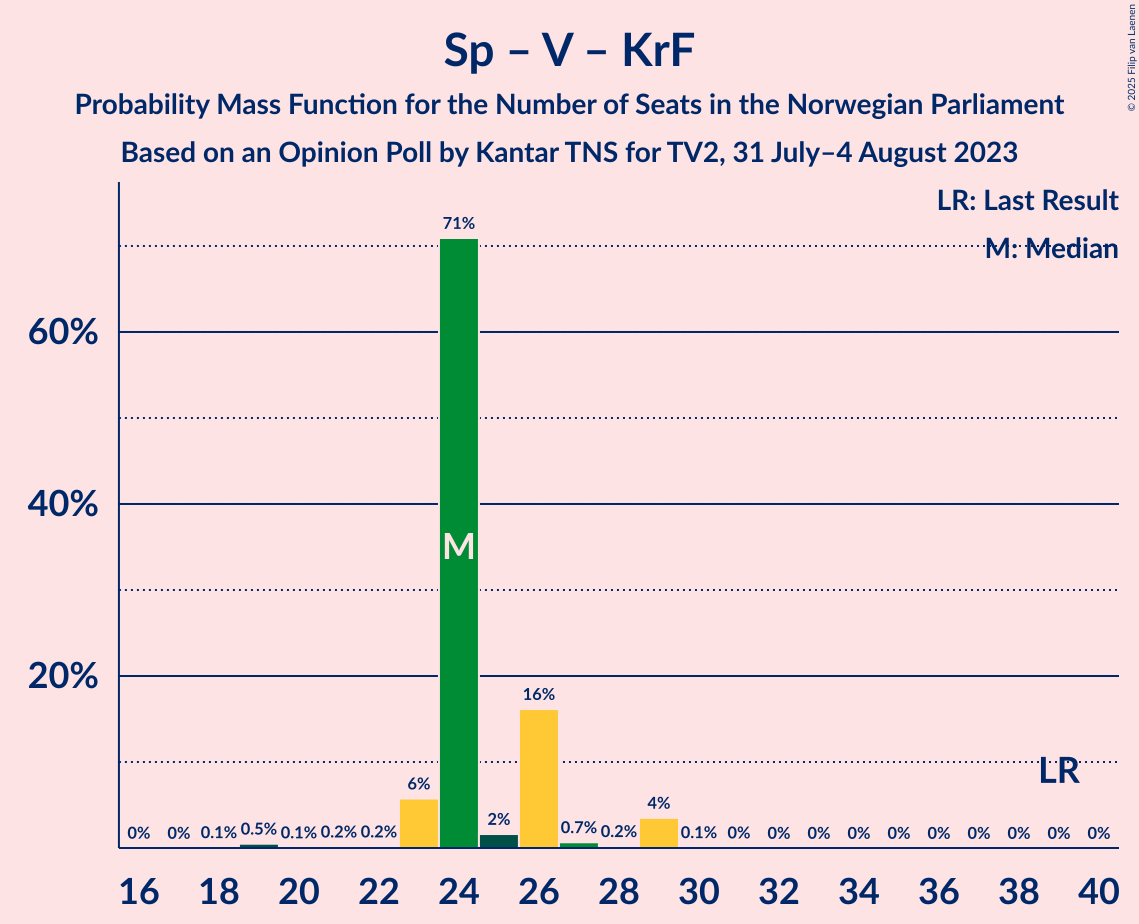 Sp – V – KrF
Probability Mass Function for the Number of Seats in the Norwegian Parliament
Based on an Opinion Poll by Kantar TNS for TV2, 31 July–4 August 2023
© 2025 Filip van Laenen
LR: Last Result
M: Median
60%
40%
20%
0% 0% 0.1% 0.5% 0.1% 0.2% 0.2% 6% 71% 2% 16% 0.7% 0.2% 4% 0.1% 0% 0% 0% 0% 0% 0% 0% 0% 0% 0%
M
LR
16 18 20 22 24 26 28 30 32 34 36 38 40